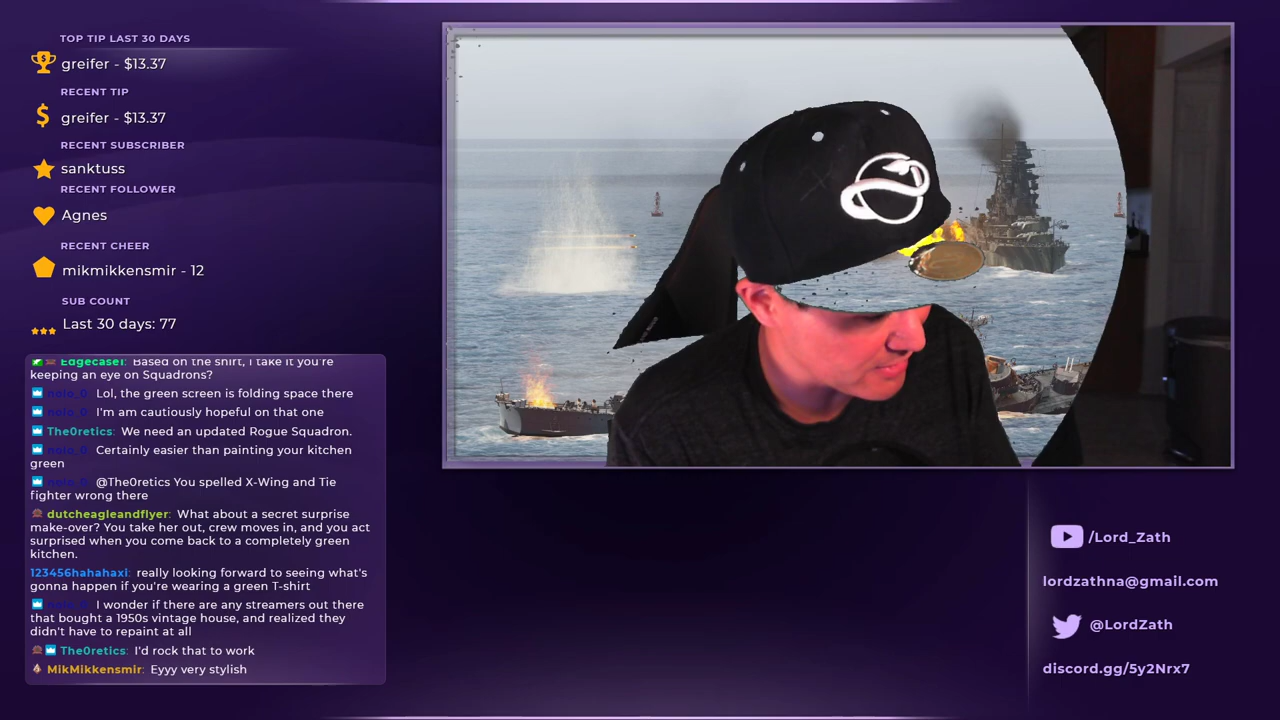 TOP TIP LAST 30 DAYS
greifer - $13.37
RECENT TIP
greifer - $13.37
RECENT SUBSCRIBER
sanktuss
RECENT FOLLOWER
Agnes
RECENT CHEER
mikmikkensmir - 12
SUB COUNT
Last 30 days: 77
Edgecase1: Based on the shirt, I take it you're
keeping an eye on Squadrons?
nolo_0: Lol, the green screen is folding space there
nolo_0: I'm am cautiously hopeful on that one
The0retics: We need an updated Rogue Squadron.
nolo_0: Certainly easier than painting your kitchen
green
nolo_0: @The0retics You spelled X-Wing and Tie
fighter wrong there
dutcheagleandflyer: What about a secret surprise
make-over? You take her out, crew moves in, and you act
surprised when you come back to a completely green
kitchen.
123456hahahaxi: really looking forward to seeing what's
gonna happen if you're wearing a green T-shirt
nolo_0: I wonder if there are any streamers out there
that bought a 1950s vintage house, and realized they
didn't have to repaint at all
The0retics: I'd rock that to work
MikMikkensmir: Eyyy very stylish
/Lord_Zath
lordzathna@gmail.com
@LordZath
discord.gg/5y2Nrx7